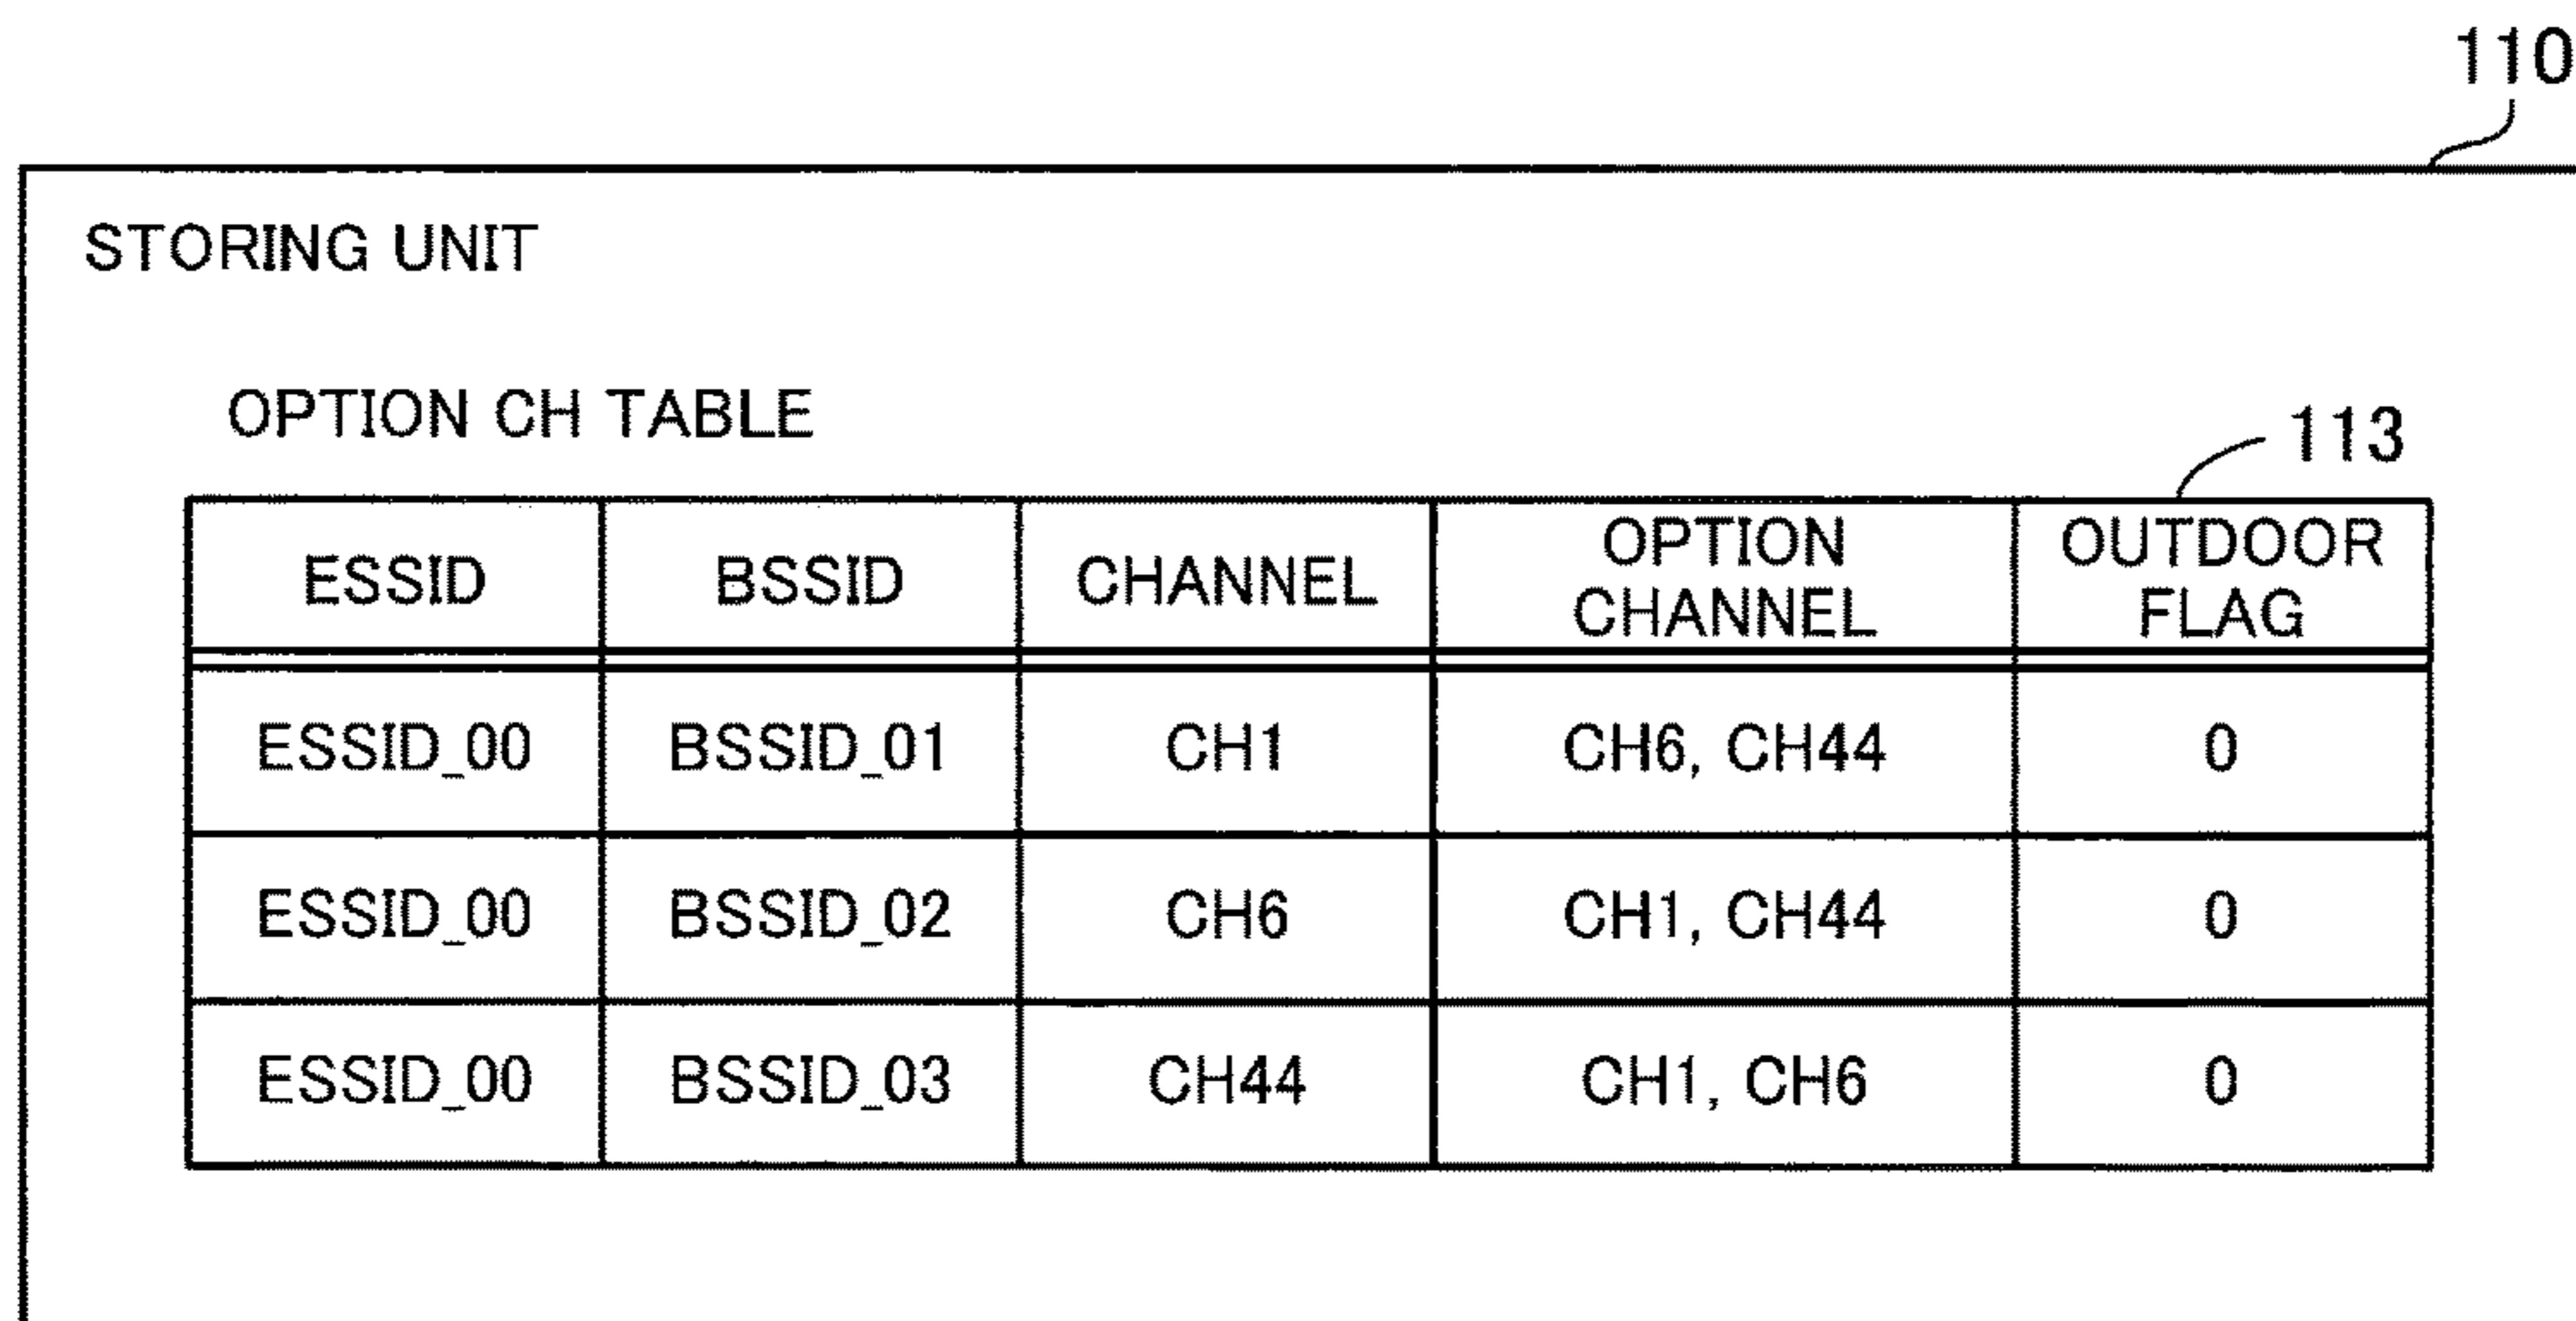 110
STORING UNIT
OPTION CH TABLE
113
ESSID BSSID CHANNEL OPTION CHANNEL OUTDOOR FLAG
ESSID_00 BSSID_01 CH1 CH6, CH44 0
ESSID_00 BSSID_02 CH6 CH1, CH44 0
ESSID_00 BSSID_03 CH44 CH1, CH6 0